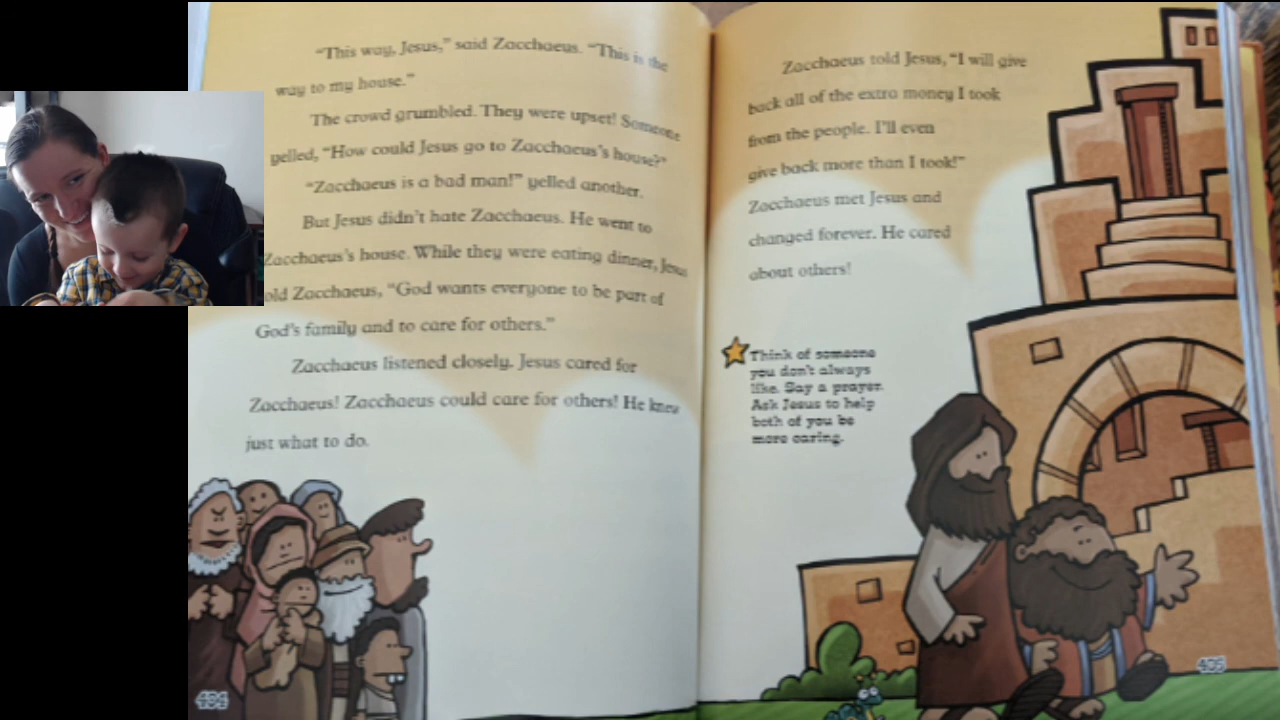 "This way, Jesus," said Zacchaeus. "This is the
way to my house."
The crowd grumbled. They were upset! Someone
yelled, "How could Jesus go to Zacchaeus's house?"
"Zacchaeus is a bad man!" yelled another.
But Jesus didn't hate Zacchaeus. He went to
Zacchaeus's house. While they were eating dinner, Jesus
told Zacchaeus, "God wants everyone to be part of
God's family and to care for others."
Zacchaeus listened closely. Jesus cared for
Zacchaeus! Zacchaeus could care for others! He knew
just what to do.
434
Zacchaeus told Jesus, "I will give
back all of the extra money I took
from the people. I'll even
give back more than I took!"
Zacchaeus met Jesus and
changed forever. He cared
about others!
Think of someone
you don't always
like. Say a prayer.
Ask Jesus to help
both of you be
more caring.
435